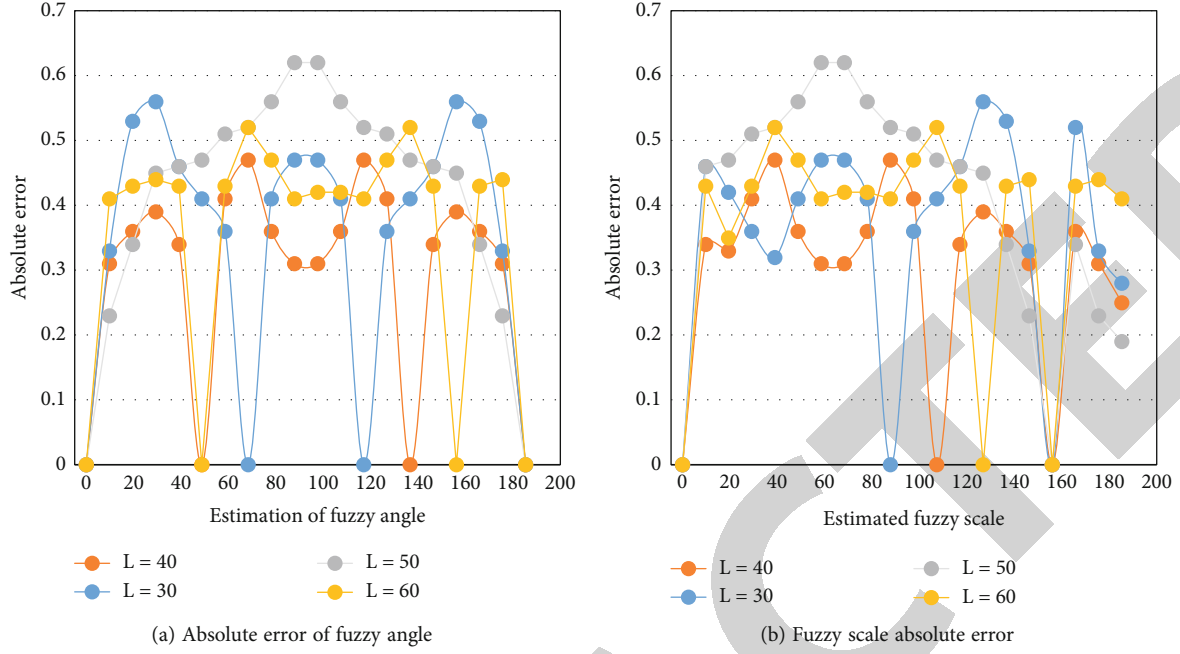 0.7
0.6
0.5
0.4
0.3
0.2
0.1
0
Absolute error
0 20 40 60 80 100 120 140 160 180 200
Estimation of fuzzy angle
L = 40
L = 50
L = 30
L = 60
(a) Absolute error of fuzzy angle
0.7
0.6
0.5
0.4
0.3
0.2
0.1
0
Absolute error
0 20 40 60 80 100 120 140 160 180 200
Estimated fuzzy scale
L = 40
L = 50
L = 30
L = 60
(b) Fuzzy scale absolute error